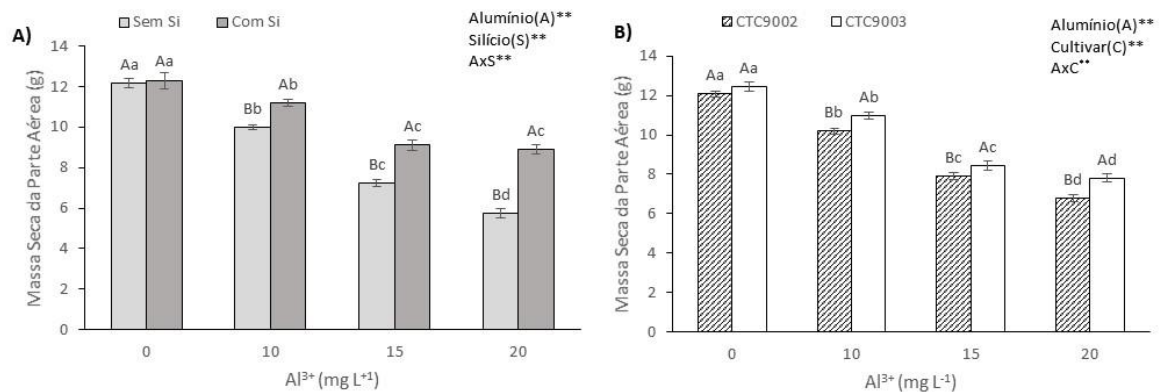 A)
Sem Si Com Si
Alumínio(A)**
Silício(S)**
AxS**
Massa Seca da Parte Aérea (g)
14
12
10
8
6
4
2
0
Aa Aa
Bb Ab
Bc Ac
Bd Ac
0 10 15 20
Al³⁺ (mg L⁺¹)
B)
CTC9002 CTC9003
Alumínio(A)**
Cultivar(C)**
AxC**
Massa Seca da Parte Aérea (g)
14
12
10
8
6
4
2
0
Aa Aa
Bb Ab
Bc Ac
Bd Ad
0 10 15 20
Al³⁺ (mg L⁻¹)